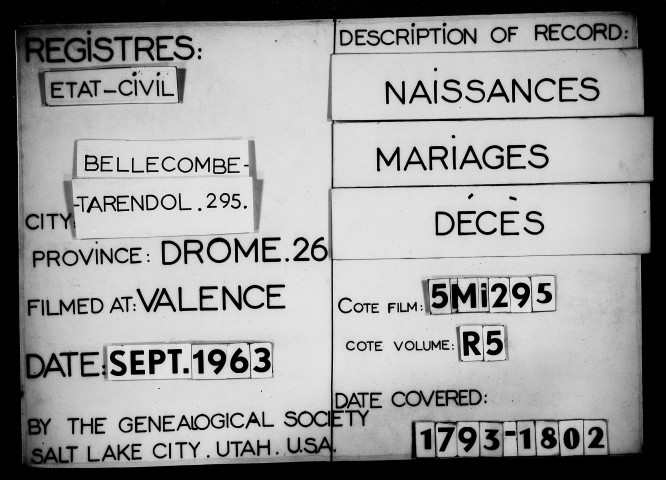 REGISTRES:
ETAT-CIVIL
BELLECOMBE-
TARENDOL.295.
CITY:
PROVINCE: DROME.26
FILMED AT: VALENCE
DATE: SEPT.1963
BY THE GENEALOGICAL SOCIETY
SALT LAKE CITY. UTAH. U.S.A.
DESCRIPTION OF RECORD:
NAISSANCES
MARIAGES
DÉCÈS
COTE FILM: 5Mi295
COTE VOLUME: R5
DATE COVERED:
1793-1802